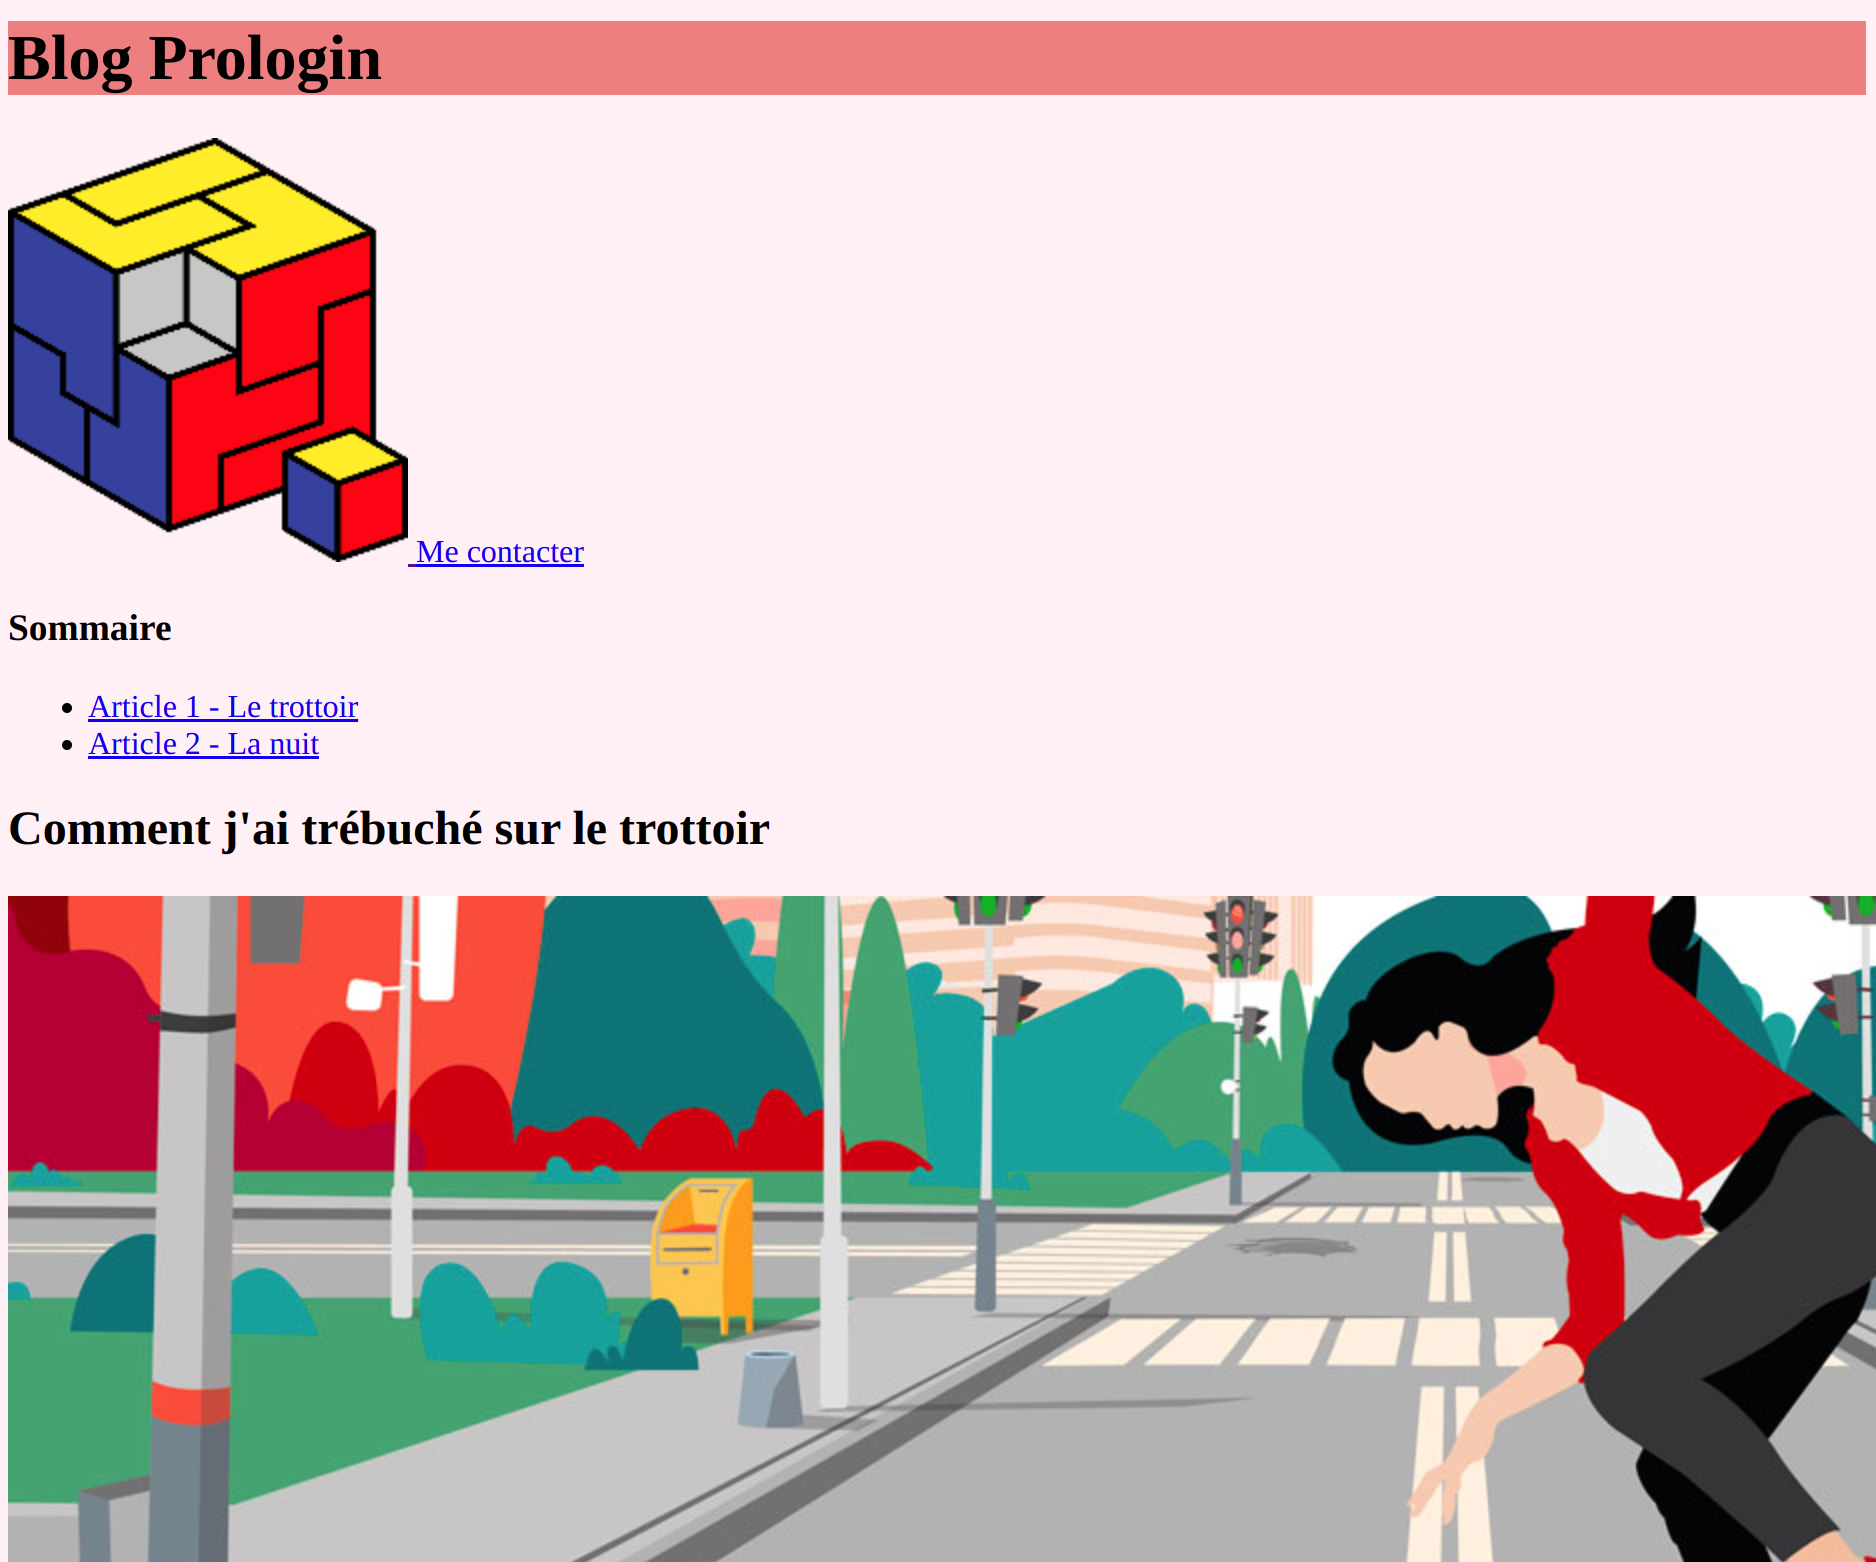 Blog Prologin
Me contacter
Sommaire
Article 1 - Le trottoir
Article 2 - La nuit
Comment j'ai trébuché sur le trottoir